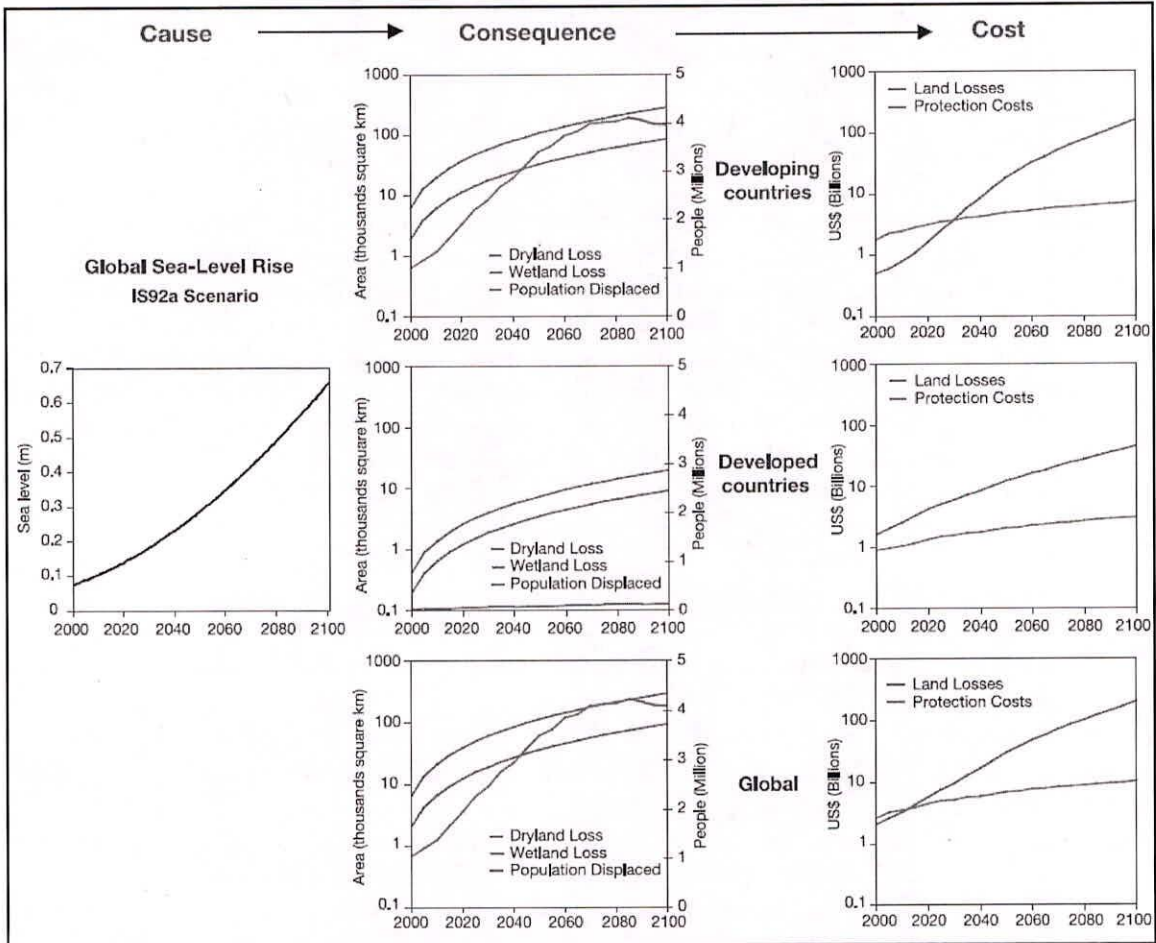 Cause
Consequence
Cost
Global Sea-Level Rise
IS92a Scenario
Sea level (m)
0.7
0.6
0.5
0.4
0.3
0.2
0.1
0
2000 2020 2040 2060 2080 2100
Area (thousands square km)
1000
100
10
1
0.1
5
4
3
2
1
0
People (Millions)
Dryland Loss
Wetland Loss
Population Displaced
2000 2020 2040 2060 2080 2100
Developing
countries
US$ (Billions)
1000
100
10
1
0.1
Land Losses
Protection Costs
2000 2020 2040 2060 2080 2100
Area (thousands square km)
1000
100
10
1
0.1
5
4
3
2
1
0
People (Millions)
Dryland Loss
Wetland Loss
Population Displaced
2000 2020 2040 2060 2080 2100
Developed
countries
US$ (Billions)
1000
100
10
1
0.1
Land Losses
Protection Costs
2000 2020 2040 2060 2080 2100
Area (thousands square km)
1000
100
10
1
0.1
5
4
3
2
1
0
People (Million)
Dryland Loss
Wetland Loss
Population Displaced
2000 2020 2040 2060 2080 2100
Global
US$ (Billions)
1000
100
10
1
0.1
Land Losses
Protection Costs
2000 2020 2040 2060 2080 2100